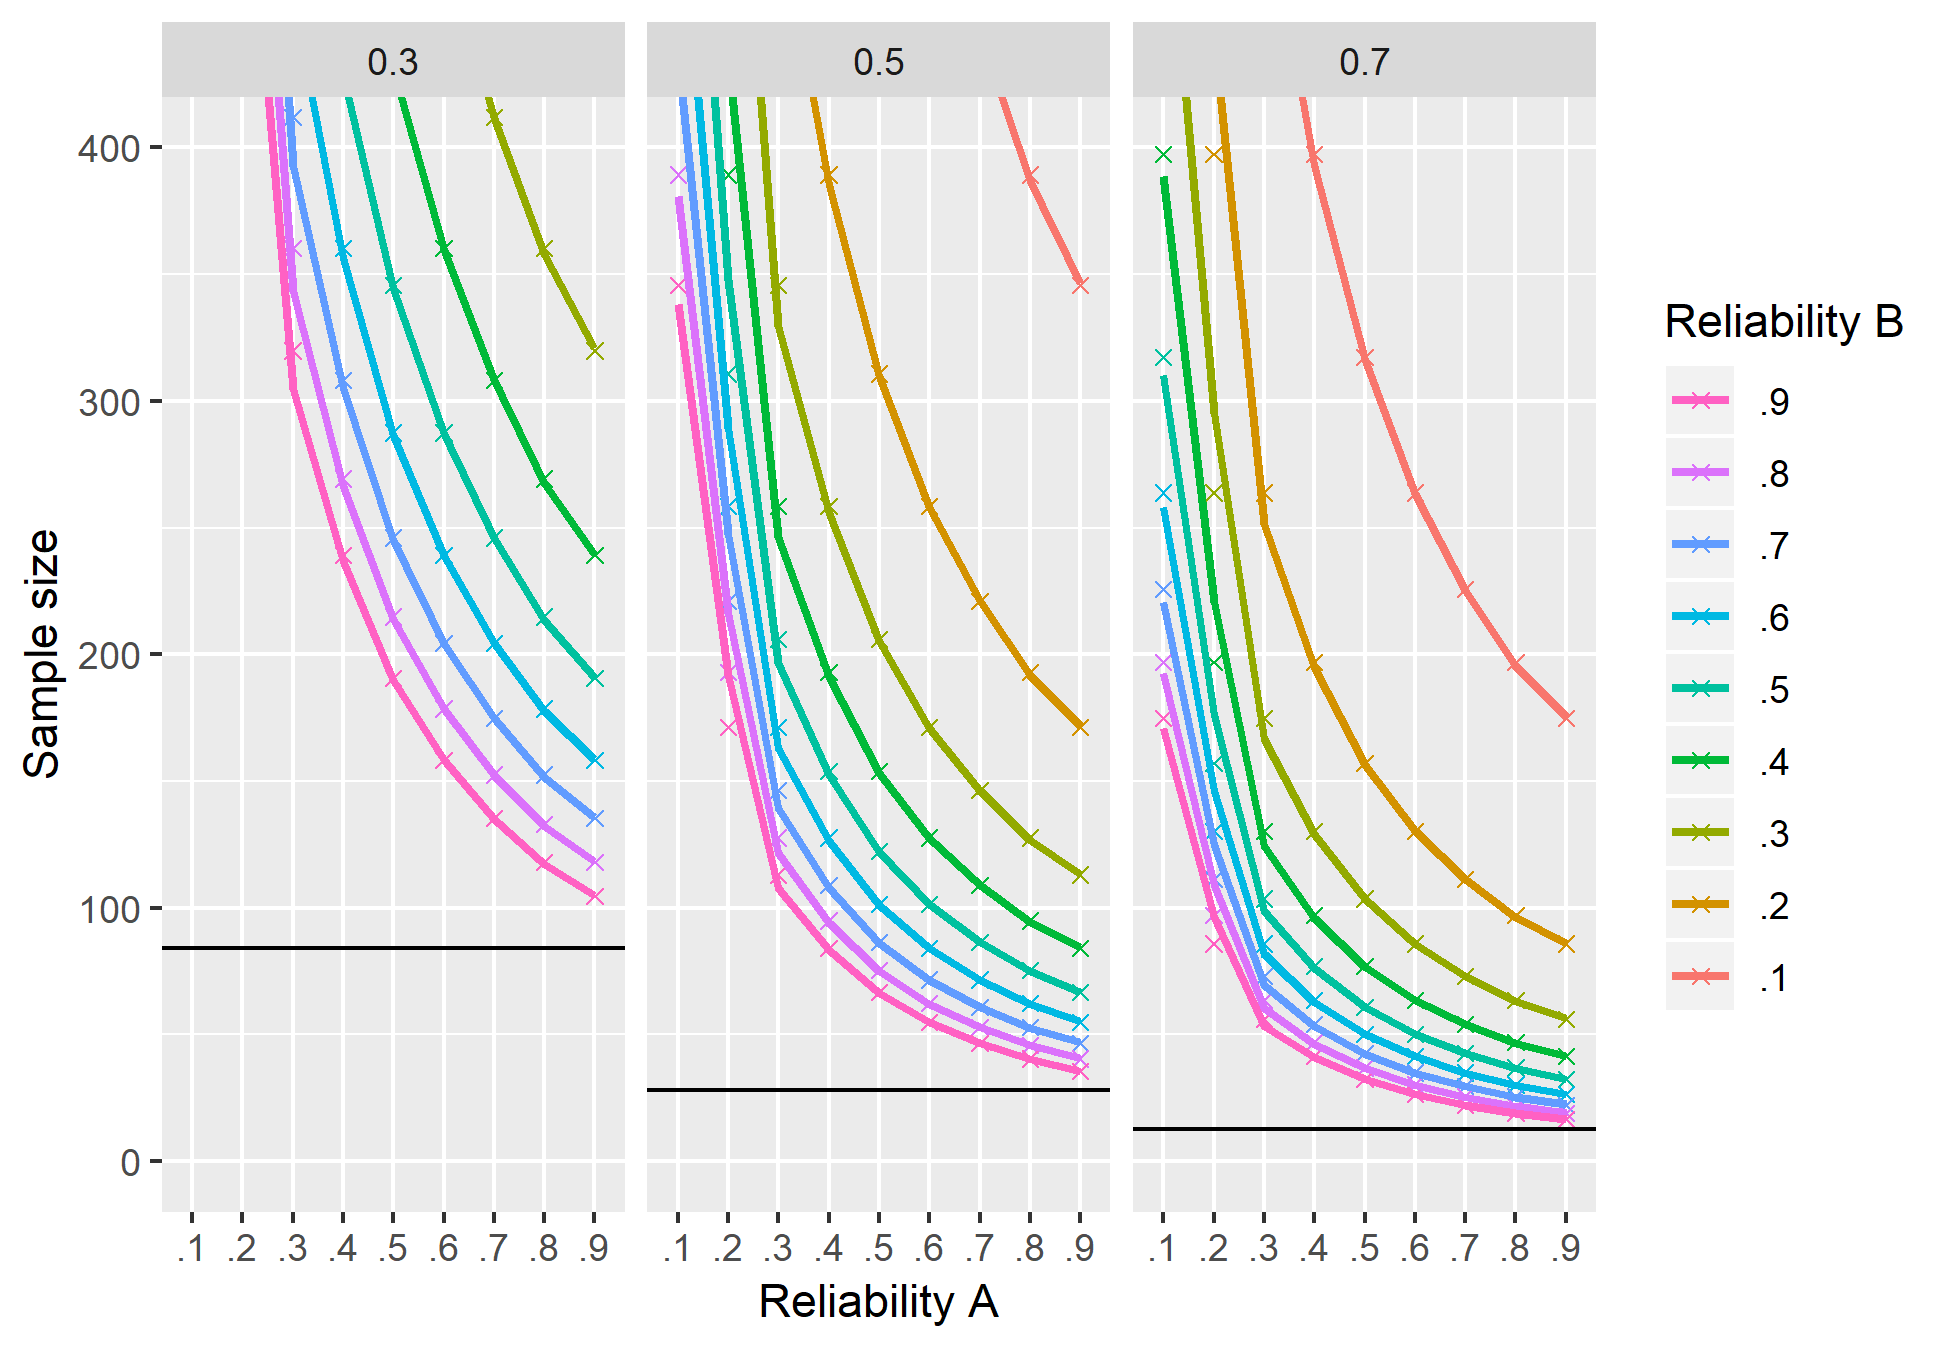 0.3 0.5 0.7
400
300
200
100
0
Sample size
.1 .2 .3 .4 .5 .6 .7 .8 .9 .1 .2 .3 .4 .5 .6 .7 .8 .9 .1 .2 .3 .4 .5 .6 .7 .8 .9
Reliability A
Reliability B
.9
.8
.7
.6
.5
.4
.3
.2
.1